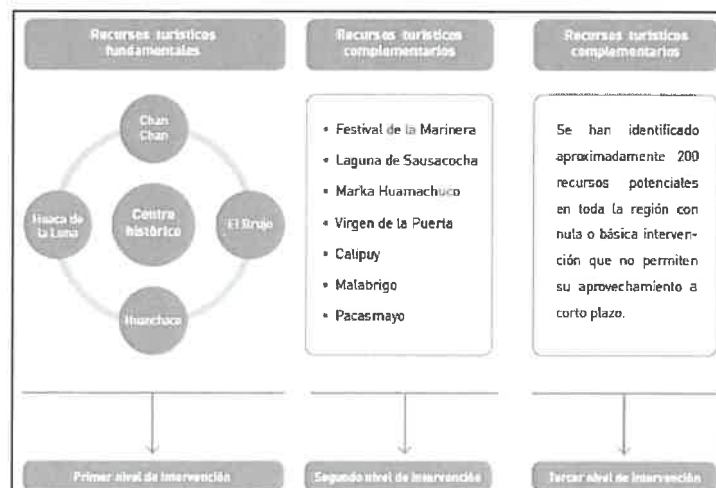 Recursos turísticos
fundamentales
Chan
Chan
Huaca de
la Luna
Centro
histórico
El Brujo
Huanchaco
Primer nivel de intervención
Recursos turísticos
complementarios
• Festival de la Marinera
• Laguna de Sausacocha
• Marka Huamachuco
• Virgen de la Puerta
• Calipuy
• Malabrigo
• Pacasmayo
Segundo nivel de intervención
Recursos turísticos
complementarios
Se han identificado
aproximadamente 200
recursos potenciales
en toda la región con
nula o básica interven-
ción que no permiten
su aprovechamiento a
corto plazo.
Tercer nivel de intervención